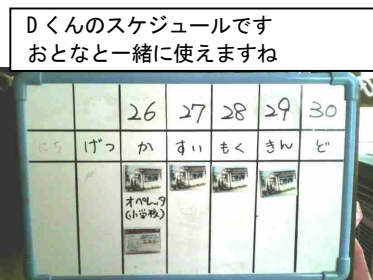 Dくんのスケジュールです
おとなと一緒に使えますね
26 27 28 29 30
にち げつ か すい もく きん ど
オペレッタ
(小学校)